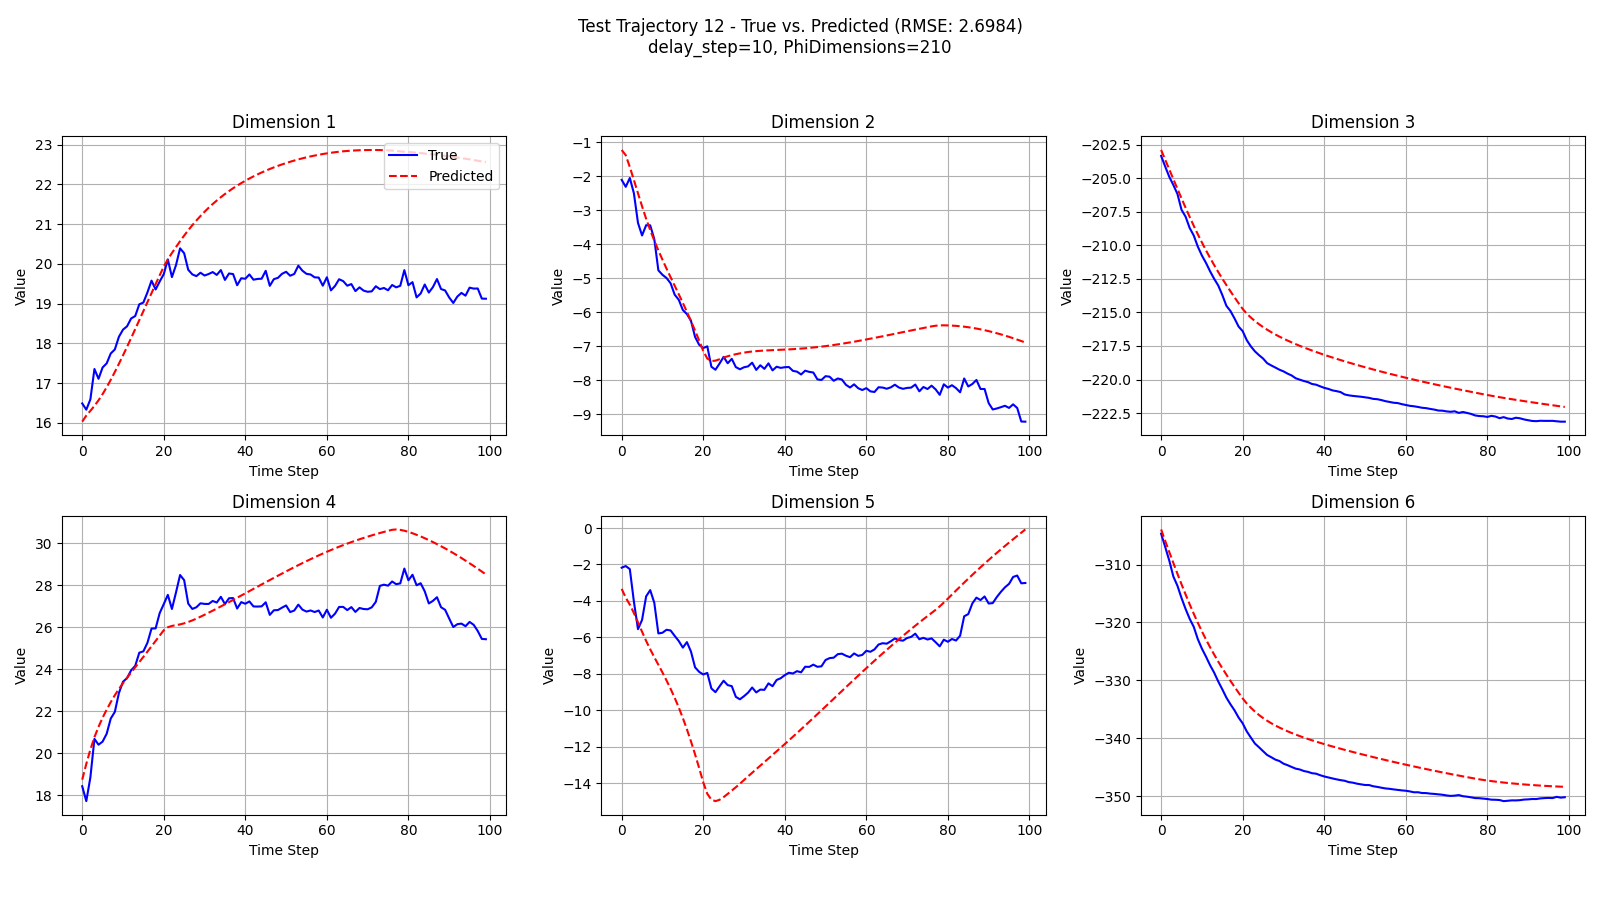 Test Trajectory 12 - True vs. Predicted (RMSE: 2.6984)
delay_step=10, PhiDimensions=210
Dimension 1
23
22
21
20
19
18
17
16
Value
0 20 40 60 80 100
Time Step
True
Predicted
Dimension 2
−1
−2
−3
−4
−5
−6
−7
−8
−9
Value
0 20 40 60 80 100
Time Step
Dimension 3
−202.5
−205.0
−207.5
−210.0
−212.5
−215.0
−217.5
−220.0
−222.5
Value
0 20 40 60 80 100
Time Step
Dimension 4
30
28
26
24
22
20
18
Value
0 20 40 60 80 100
Time Step
Dimension 5
0
−2
−4
−6
−8
−10
−12
−14
Value
0 20 40 60 80 100
Time Step
Dimension 6
−310
−320
−330
−340
−350
Value
0 20 40 60 80 100
Time Step